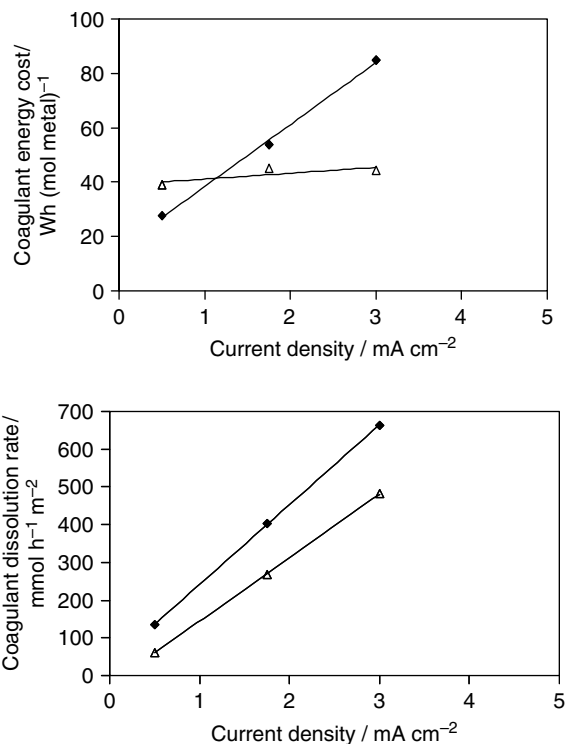 Coagulant energy cost/
Wh (mol metal)⁻¹
100
80
60
40
20
0
0 1 2 3 4 5
Current density / mA cm⁻²
Coagulant dissolution rate/
mmol h⁻¹ m⁻²
700
600
500
400
300
200
100
0
0 1 2 3 4 5
Current density / mA cm⁻²